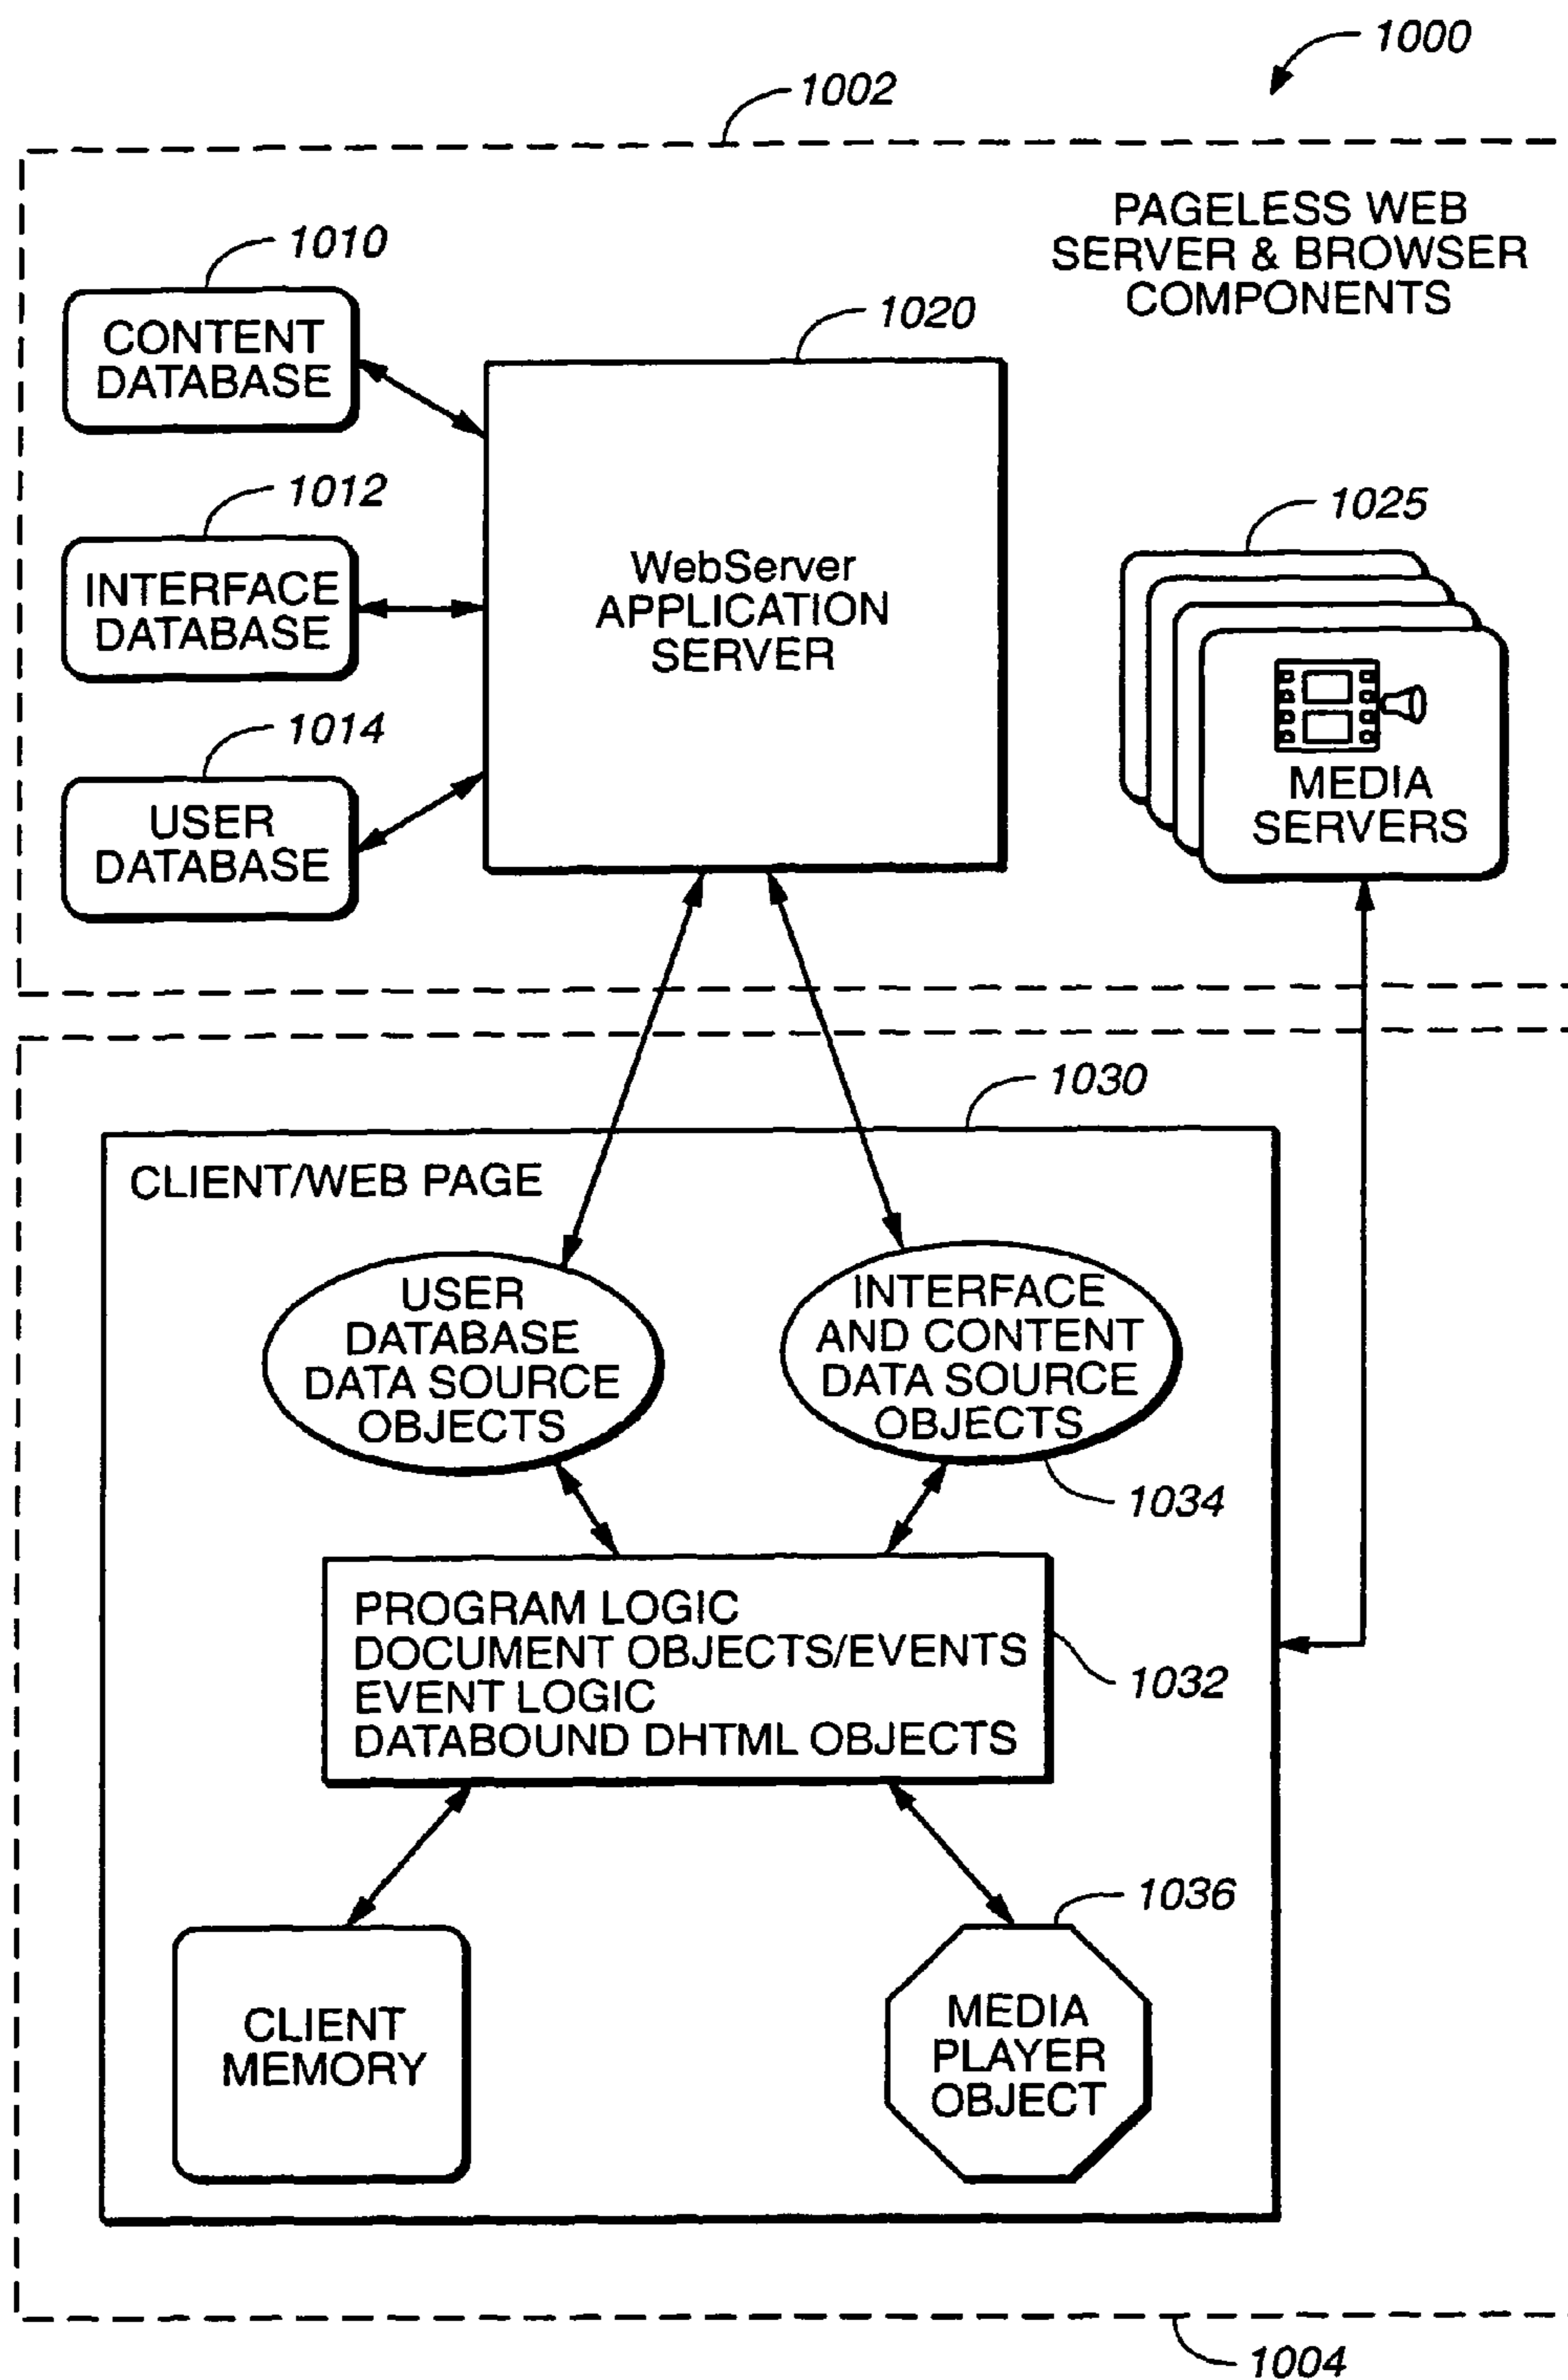 1000
1002
PAGELESS WEB
SERVER & BROWSER
COMPONENTS
1010
CONTENT
DATABASE
1020
1012
INTERFACE
DATABASE
WebServer
APPLICATION
SERVER
1025
1014
USER
DATABASE
MEDIA
SERVERS
1030
CLIENT/WEB PAGE
USER
DATABASE
DATA SOURCE
OBJECTS
INTERFACE
AND CONTENT
DATA SOURCE
OBJECTS
1034
PROGRAM LOGIC
DOCUMENT OBJECTS/EVENTS
EVENT LOGIC
DATABOUND DHTML OBJECTS
1032
1036
CLIENT
MEMORY
MEDIA
PLAYER
OBJECT
1004